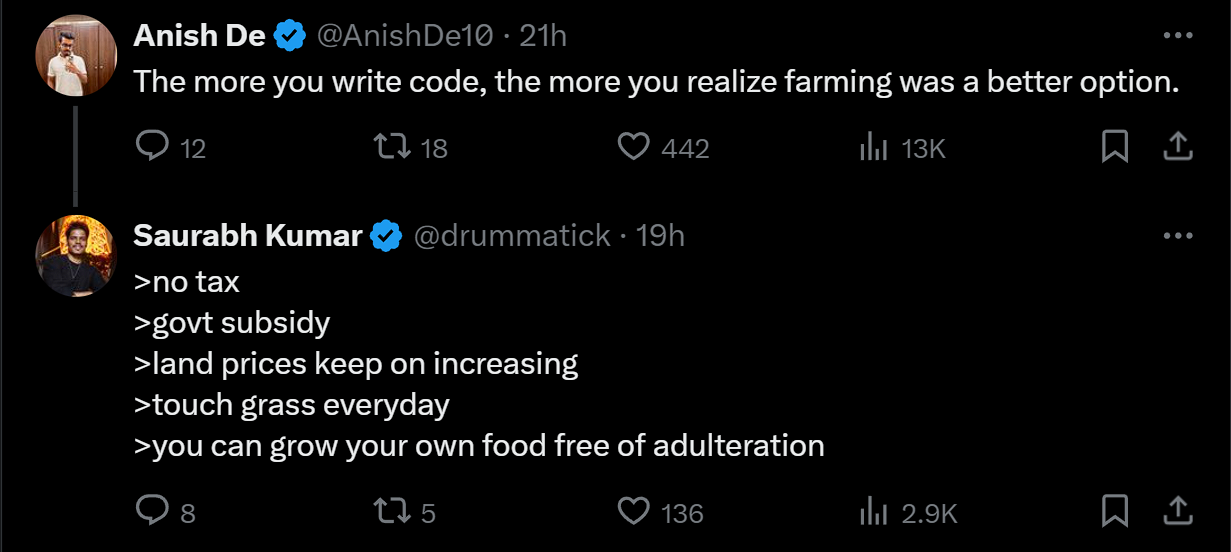 Anish De @AnishDe10 · 21h
The more you write code, the more you realize farming was a better option.
12 18 442 13K
Saurabh Kumar @drummatick · 19h
>no tax
>govt subsidy
>land prices keep on increasing
>touch grass everyday
>you can grow your own food free of adulteration
8 5 136 2.9K